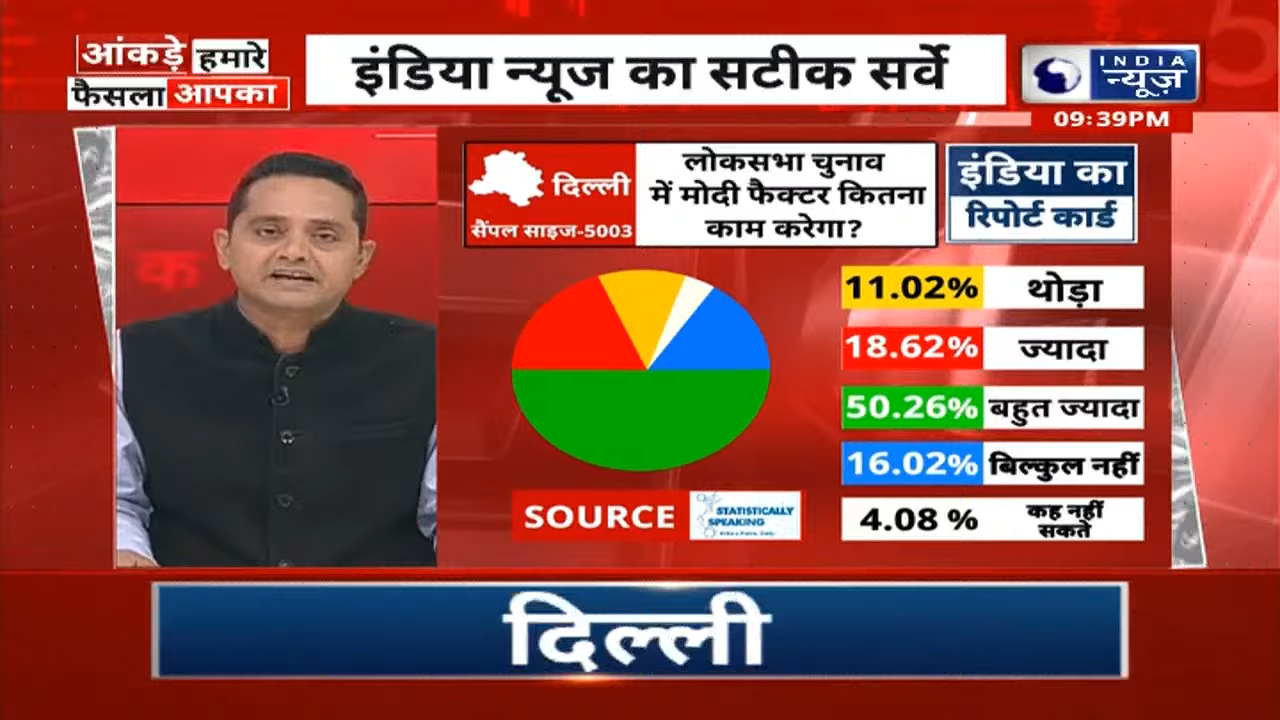 आंकड़े हमारे
फैसला आपका
इंडिया न्यूज का सटीक सर्वे
INDIA
न्यूज़
09:39PM
दिल्ली
सैंपल साइज-5003
लोकसभा चुनाव
में मोदी फैक्टर कितना
काम करेगा?
इंडिया का
रिपोर्ट कार्ड
क
11.02% थोड़ा
18.62% ज्यादा
50.26% बहुत ज्यादा
16.02% बिल्कुल नहीं
4.08 % कह नहीं
सकते
SOURCE
STATISTICALLY
SPEAKING
दिल्ली